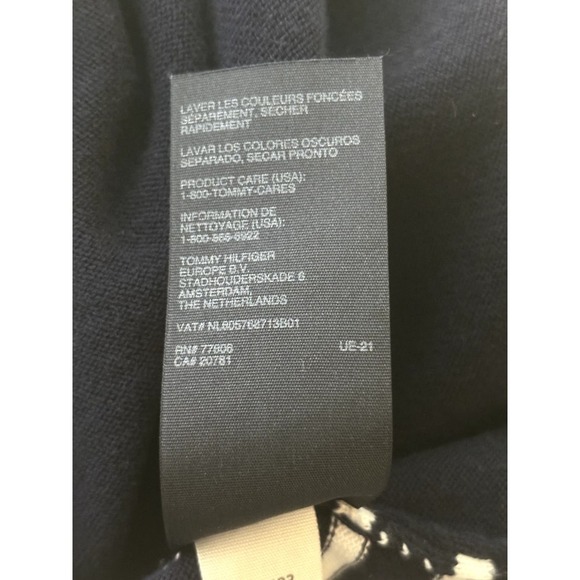 LAVER LES COULEURS FONCÉES
SÉPARÉMENT, SÉCHER
RAPIDEMENT
LAVAR LOS COLORES OSCUROS
SEPARADO, SECAR PRONTO
PRODUCT CARE (USA):
1-800-TOMMY-CARES
INFORMATION DE
NETTOYAGE (USA):
1-800-866-6922
TOMMY HILFIGER
EUROPE B.V.
STADHOUDERSKADE 6
AMSTERDAM,
THE NETHERLANDS
VAT# NL805768713B01
RN# 77806 UE-21
CA# 20781